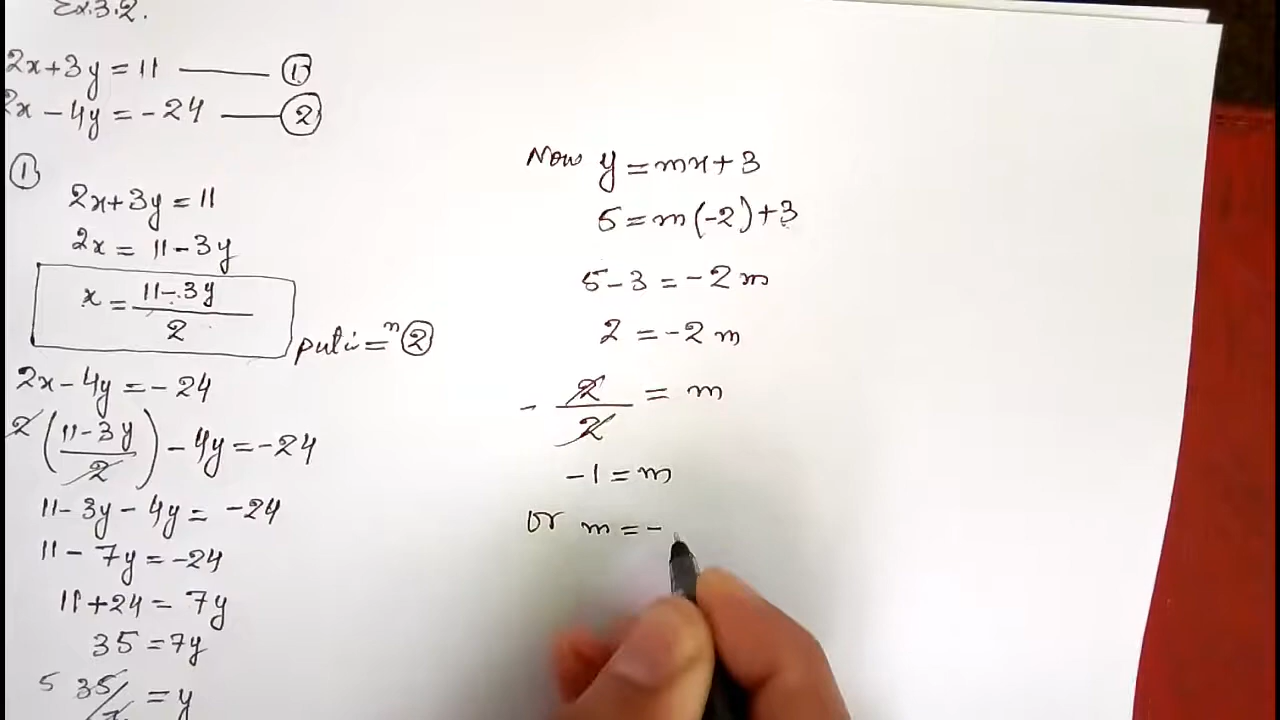 Ex.3.2.
2x+3y = 11 —— ①
2x - 4y = -24 —— ②
①
2x+3y = 11
2x = 11-3y
x = (11-3y)/2
put in = ②
2x - 4y = -24
2((11-3y)/2) - 4y = -24
11-3y-4y = -24
11-7y = -24
11+24 = 7y
35 = 7y
5 35/7 = y
Now y = mx+3
5 = m(-2)+3
5-3 = -2m
2 = -2m
- 2/2 = m
-1 = m
or m = -